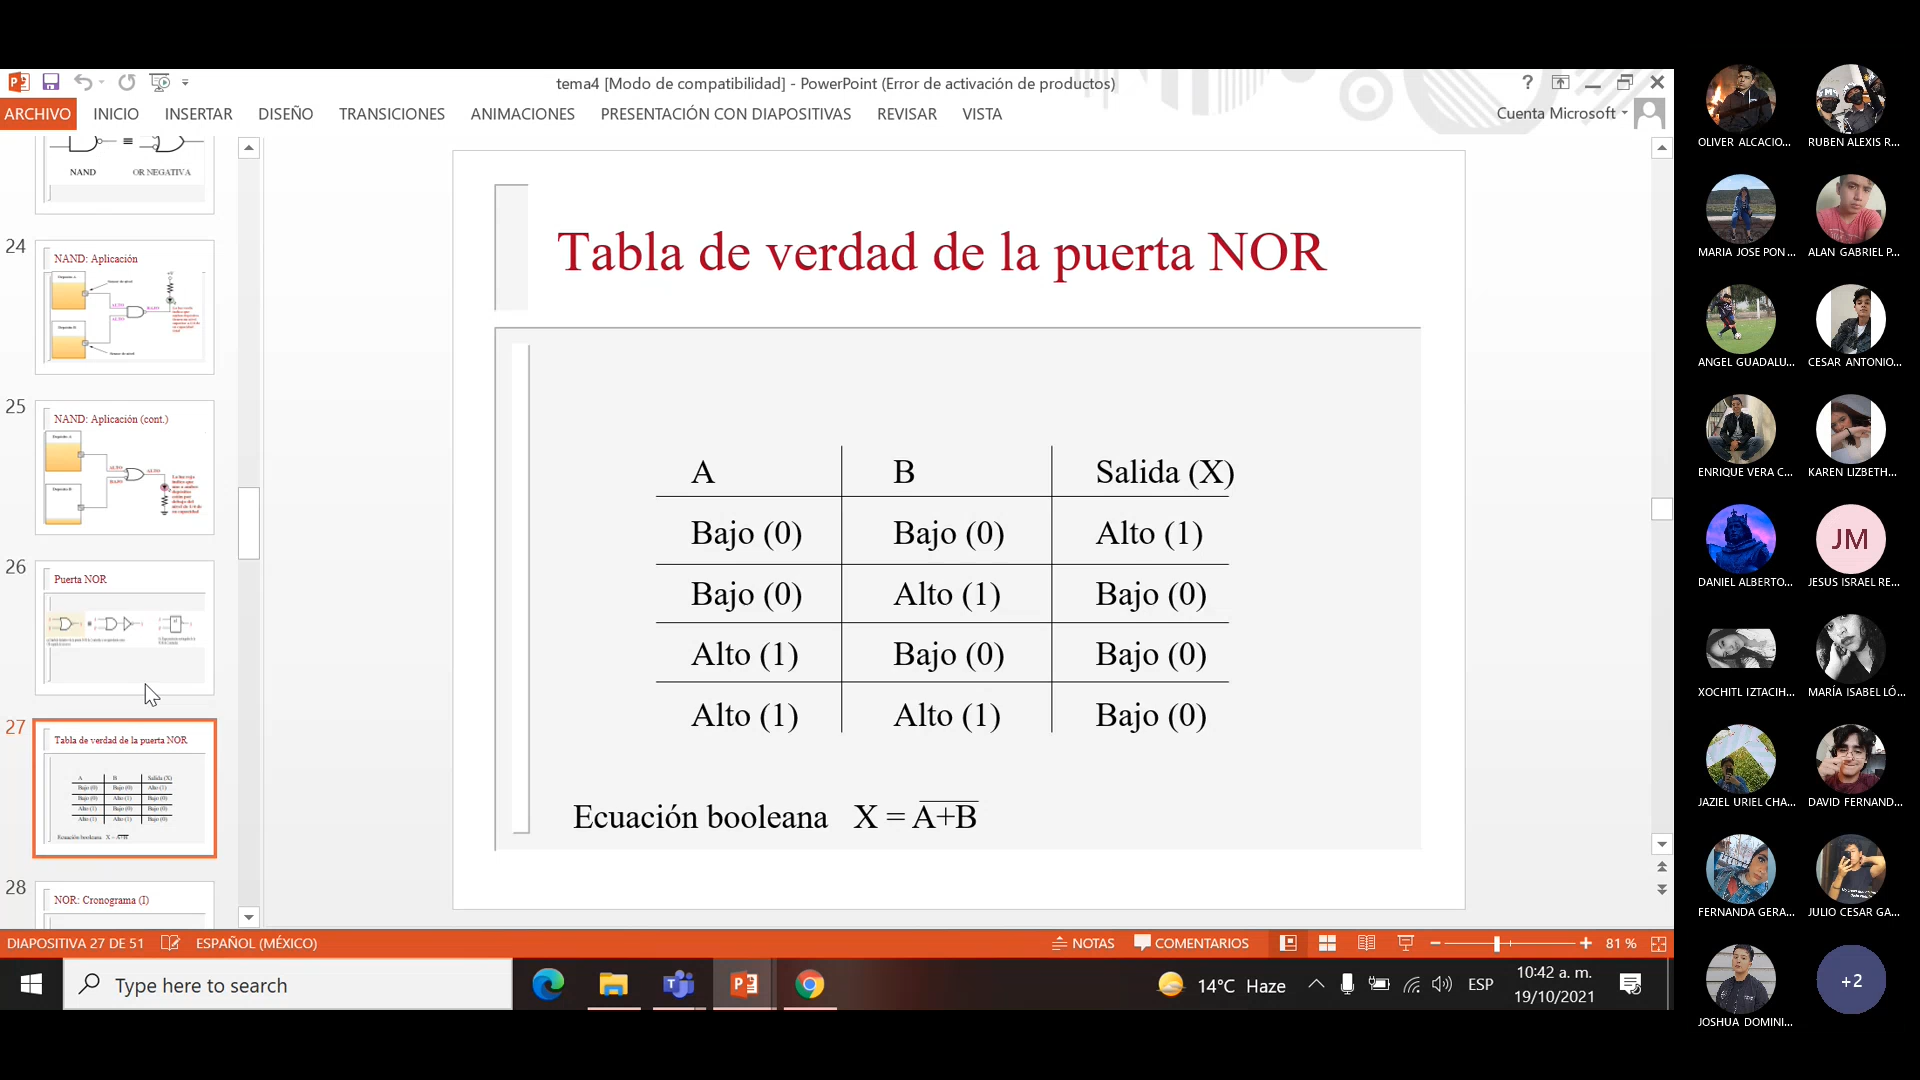 tema4 [Modo de compatibilidad] - PowerPoint (Error de activación de productos)
?
ARCHIVO INICIO INSERTAR DISEÑO TRANSICIONES ANIMACIONES PRESENTACIÓN CON DIAPOSITIVAS REVISAR VISTA
Cuenta Microsoft
NAND OR NEGATIVA
24
NAND: Aplicación
25
NAND: Aplicación (cont.)
26
Puerta NOR
27
Tabla de verdad de la puerta NOR
A B Salida (X)
Bajo (0) Bajo (0) Alto (1)
Bajo (0) Alto (1) Bajo (0)
Alto (1) Bajo (0) Bajo (0)
Alto (1) Alto (1) Bajo (0)
Ecuación booleana X = A+B
28
NOR: Cronograma (I)
Tabla de verdad de la puerta NOR
A B Salida (X)
Bajo (0) Bajo (0) Alto (1)
Bajo (0) Alto (1) Bajo (0)
Alto (1) Bajo (0) Bajo (0)
Alto (1) Alto (1) Bajo (0)
Ecuación booleana X = A̅+̅B̅
DIAPOSITIVA 27 DE 51 ESPAÑOL (MÉXICO) NOTAS COMENTARIOS 81 %
Type here to search
14°C Haze
ESP
10:42 a. m.
19/10/2021
OLIVER ALCACIO... RUBEN ALEXIS R...
MARIA JOSE PON... ALAN GABRIEL P...
ANGEL GUADALU... CESAR ANTONIO...
ENRIQUE VERA C... KAREN LIZBETH...
JM
DANIEL ALBERTO... JESUS ISRAEL RE...
XOCHITL IZTACIH... MARÍA ISABEL LÓ...
JAZIEL URIEL CHA... DAVID FERNAND...
FERNANDA GERA... JULIO CESAR GA...
+2
JOSHUA DOMINI...